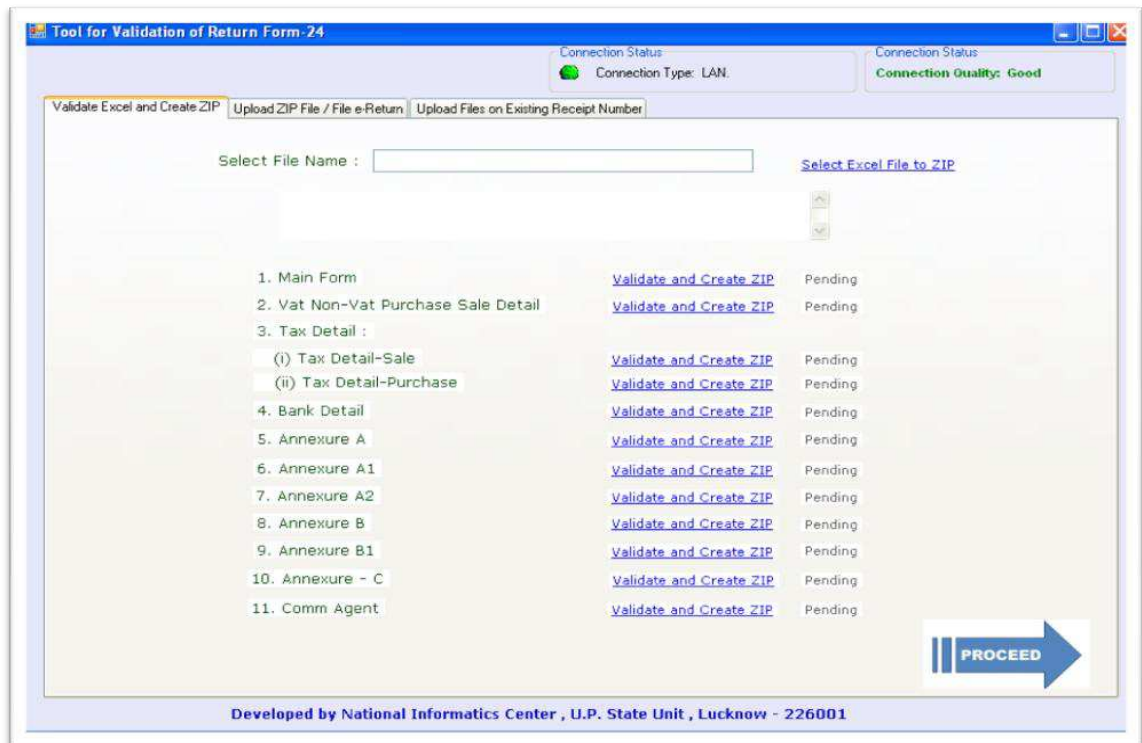 Tool for Validation of Return Form-24
Connection Status
Connection Type: LAN.
Connection Status
Connection Quality: Good
Validate Excel and Create ZIP
Upload ZIP File / File e-Return
Upload Files on Existing Receipt Number
Select File Name :
Select Excel File to ZIP
1. Main Form Validate and Create ZIP Pending
2. Vat Non-Vat Purchase Sale Detail Validate and Create ZIP Pending
3. Tax Detail :
(i) Tax Detail-Sale Validate and Create ZIP Pending
(ii) Tax Detail-Purchase Validate and Create ZIP Pending
4. Bank Detail Validate and Create ZIP Pending
5. Annexure A Validate and Create ZIP Pending
6. Annexure A1 Validate and Create ZIP Pending
7. Annexure A2 Validate and Create ZIP Pending
8. Annexure B Validate and Create ZIP Pending
9. Annexure B1 Validate and Create ZIP Pending
10. Annexure - C Validate and Create ZIP Pending
11. Comm Agent Validate and Create ZIP Pending
PROCEED
Developed by National Informatics Center , U.P. State Unit , Lucknow - 226001